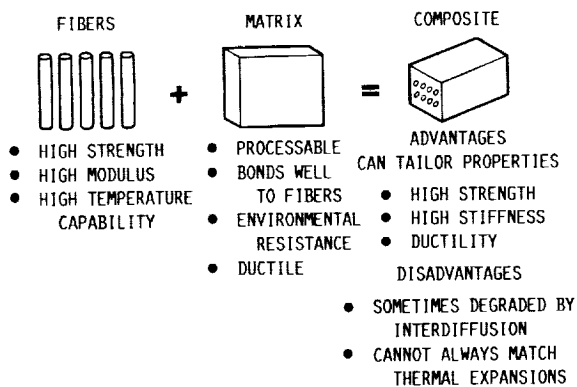 FIBERS
+
MATRIX
=
COMPOSITE
● HIGH STRENGTH
● HIGH MODULUS
● HIGH TEMPERATURE
CAPABILITY
● PROCESSABLE
● BONDS WELL
TO FIBERS
● ENVIRONMENTAL
RESISTANCE
● DUCTILE
ADVANTAGES
CAN TAILOR PROPERTIES
● HIGH STRENGTH
● HIGH STIFFNESS
● DUCTILITY
DISADVANTAGES
● SOMETIMES DEGRADED BY
INTERDIFFUSION
● CANNOT ALWAYS MATCH
THERMAL EXPANSIONS